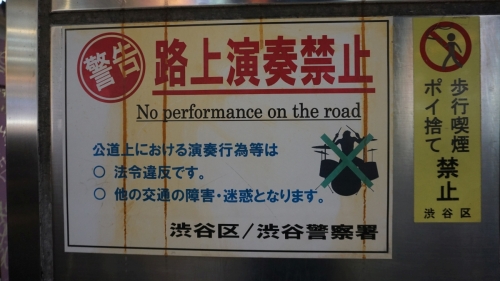 警告
路上演奏禁止
No performance on the road
公道上における演奏行為等は
○ 法令違反です。
○ 他の交通の障害・迷惑となります。
渋谷区/渋谷警察署
歩行喫煙
ポイ捨て
禁止
渋谷区